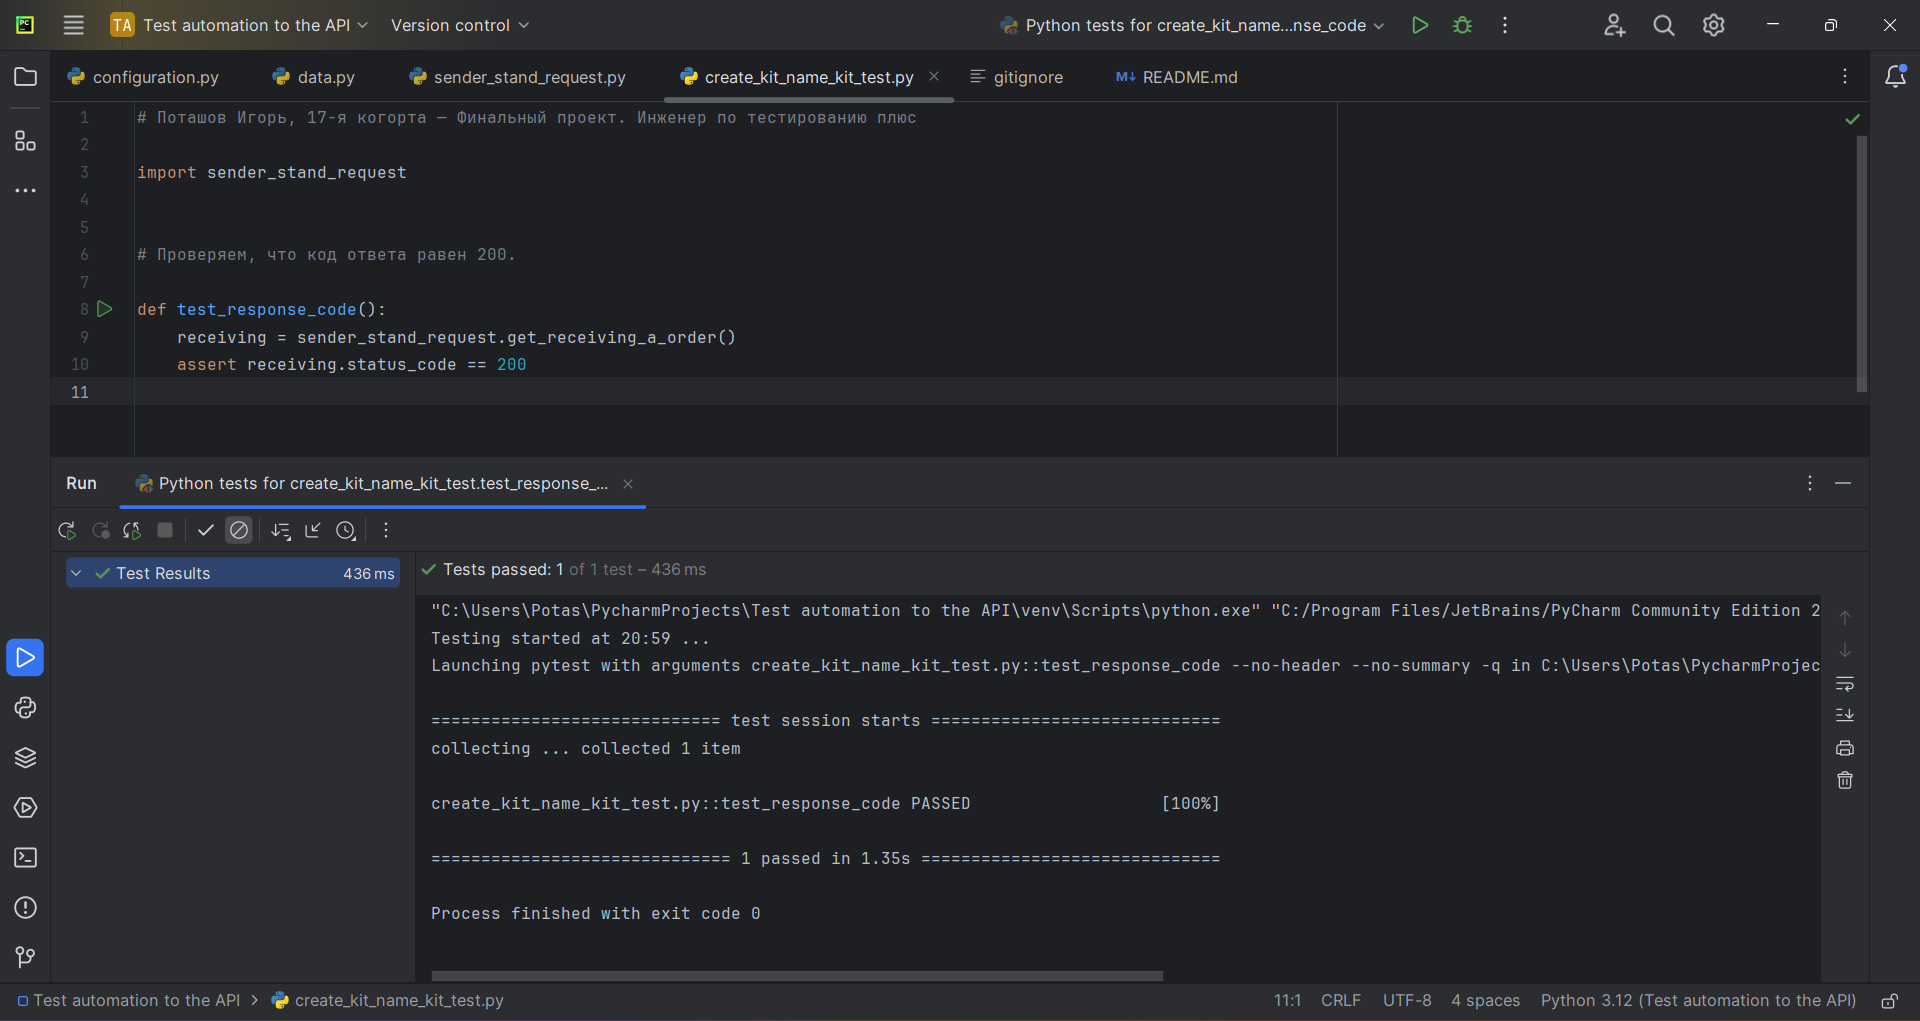 TA Test automation to the API Version control Python tests for create_kit_name...nse_code
configuration.py data.py sender_stand_request.py create_kit_name_kit_test.py gitignore M↓ README.md
1 # Поташов Игорь, 17-я когорта — Финальный проект. Инженер по тестированию плюс
2
3 import sender_stand_request
4
5
6 # Проверяем, что код ответа равен 200.
7
8 def test_response_code():
9 receiving = sender_stand_request.get_receiving_a_order()
10 assert receiving.status_code == 200
11
Run Python tests for create_kit_name_kit_test.test_response_...
Test Results 436 ms
Tests passed: 1 of 1 test – 436 ms
"C:\Users\Potas\PycharmProjects\Test automation to the API\venv\Scripts\python.exe" "C:/Program Files/JetBrains/PyCharm Community Edition 2
Testing started at 20:59 ...
Launching pytest with arguments create_kit_name_kit_test.py::test_response_code --no-header --no-summary -q in C:\Users\Potas\PycharmProjec
============================= test session starts =============================
collecting ... collected 1 item
create_kit_name_kit_test.py::test_response_code PASSED [100%]
============================== 1 passed in 1.35s ==============================
Process finished with exit code 0
Test automation to the API > create_kit_name_kit_test.py 11:1 CRLF UTF-8 4 spaces Python 3.12 (Test automation to the API)